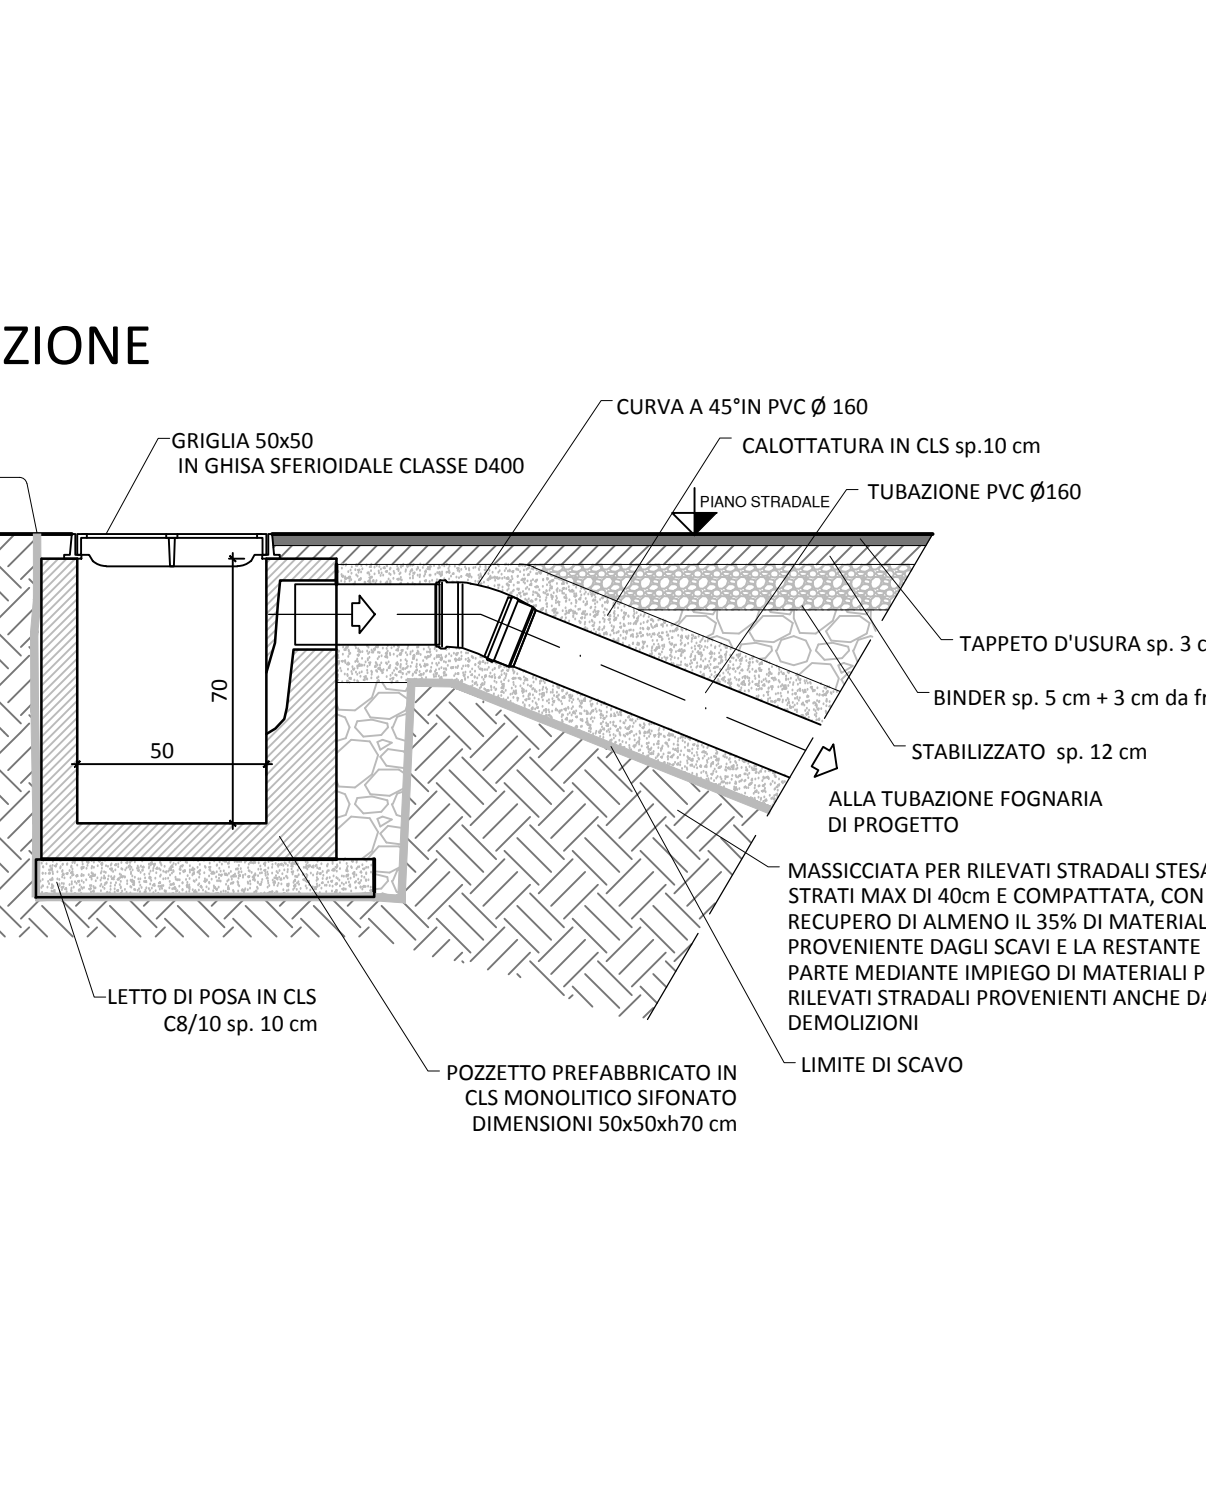 ZIONE
CURVA A 45°IN PVC Ø 160
GRIGLIA 50x50
IN GHISA SFERIOIDALE CLASSE D400
CALOTTATURA IN CLS sp.10 cm
TUBAZIONE PVC Ø160
PIANO STRADALE
TAPPETO D'USURA sp. 3 c
70
BINDER sp. 5 cm + 3 cm da fr
50
STABILIZZATO sp. 12 cm
ALLA TUBAZIONE FOGNARIA
DI PROGETTO
MASSICCIATA PER RILEVATI STRADALI STESA
STRATI MAX DI 40cm E COMPATTATA, CON
RECUPERO DI ALMENO IL 35% DI MATERIAL
PROVENIENTE DAGLI SCAVI E LA RESTANTE
PARTE MEDIANTE IMPIEGO DI MATERIALI P
RILEVATI STRADALI PROVENIENTI ANCHE DA
DEMOLIZIONI
LETTO DI POSA IN CLS
C8/10 sp. 10 cm
LIMITE DI SCAVO
POZZETTO PREFABBRICATO IN
CLS MONOLITICO SIFONATO
DIMENSIONI 50x50xh70 cm